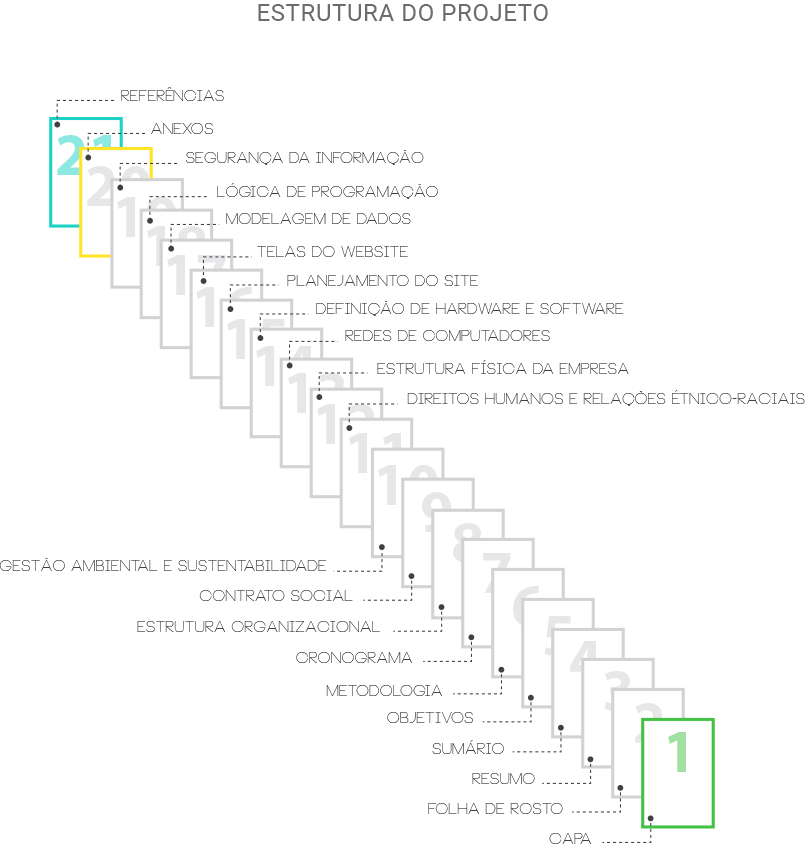 ESTRUTURA DO PROJETO
REFERÊNCIAS
21
ANEXOS
20
SEGURANÇA DA INFORMAÇÃO
19
LÓGICA DE PROGRAMAÇÃO
18
MODELAGEM DE DADOS
17
TELAS DO WEBSITE
16
PLANEJAMENTO DO SITE
15
DEFINIÇÃO DE HARDWARE E SOFTWARE
14
REDES DE COMPUTADORES
13
ESTRUTURA FÍSICA DA EMPRESA
12
DIREITOS HUMANOS E RELAÇÕES ÉTNICO-RACIAIS
11
10
9
8
7
GESTÃO AMBIENTAL E SUSTENTABILIDADE
CONTRATO SOCIAL
6
ESTRUTURA ORGANIZACIONAL
5
CRONOGRAMA
4
METODOLOGIA
3
OBJETIVOS
2
SUMÁRIO
1
RESUMO
FOLHA DE ROSTO
CAPA